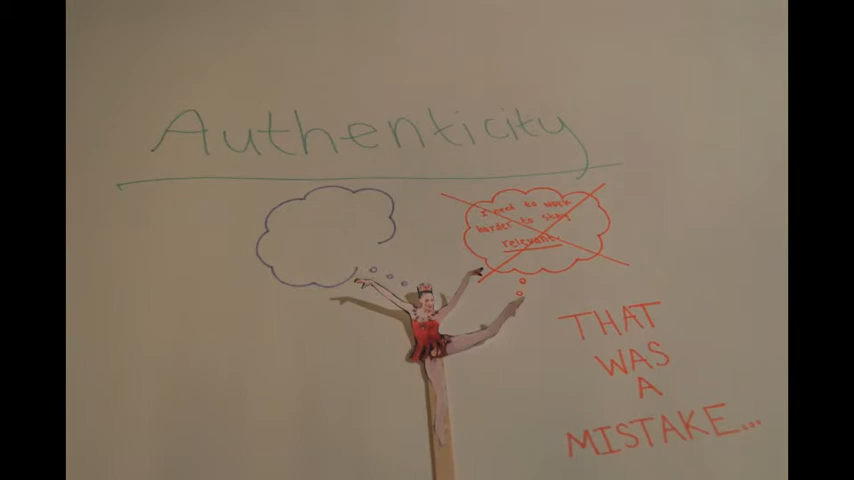 Authenticity
I need to work
harder to stay
relevant.
THAT
WAS
A
MISTAKE...